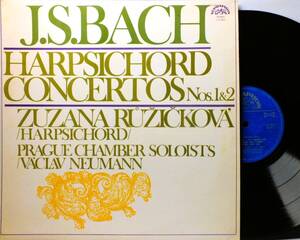 J.S.BACH
HARPSICHORD
CONCERTOS Nos.1&2
ZUZANA RŮŽIČKOVÁ
/HARPSICHORD/
PRAGUE CHAMBER SOLOISTS
/VÁCLAV NEUMANN/